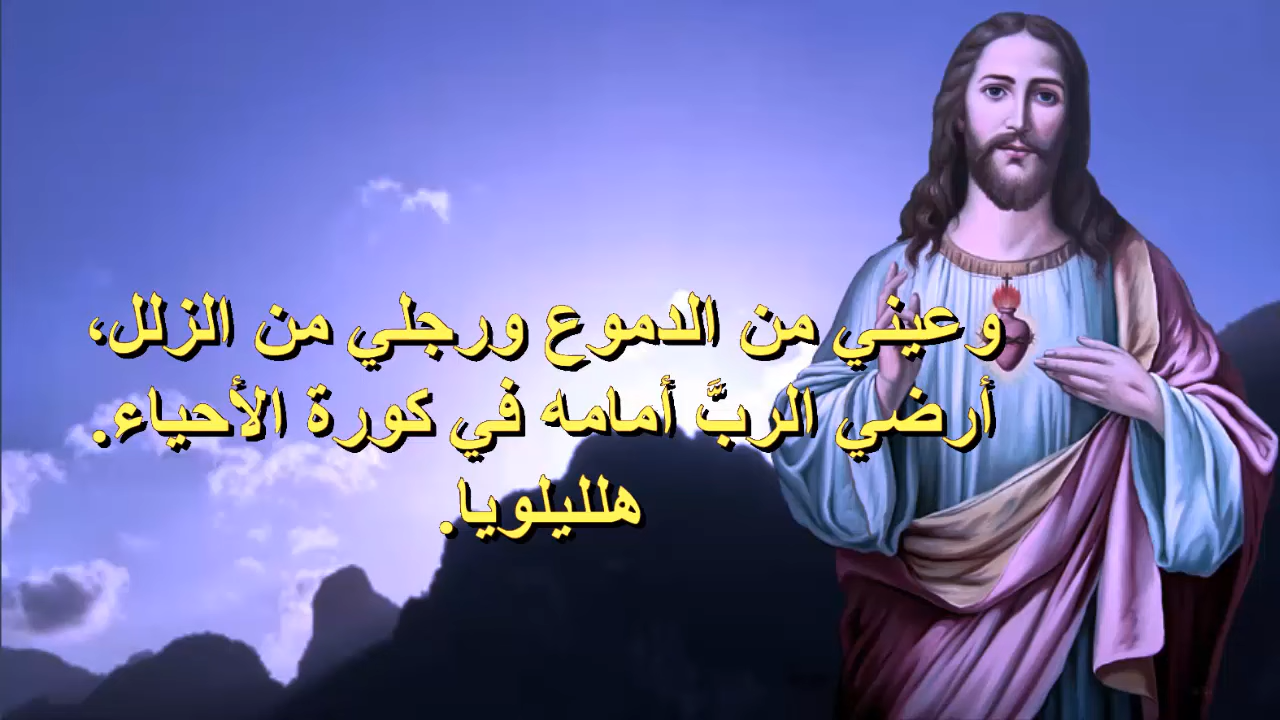 وعيني من الدموع ورجلي من الزلل،
أرضي الربَّ أمامه في كورة الأحياء.
هلليلويا.